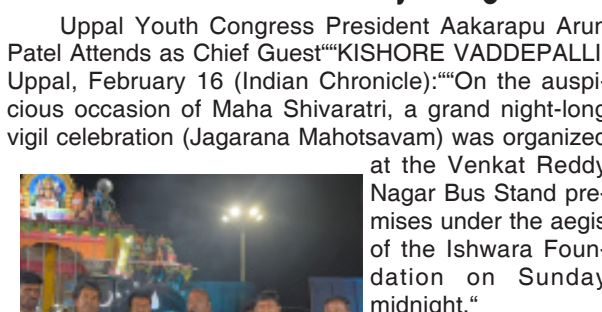 Uppal Youth Congress President Aakarapu Arun
Patel Attends as Chief Guest““KISHORE VADDEPALLI
Uppal, February 16 (Indian Chronicle):““On the auspi-
cious occasion of Maha Shivaratri, a grand night-long
vigil celebration (Jagarana Mahotsavam) was organized
at the Venkat Reddy
Nagar Bus Stand pre-
mises under the aegis
of the Ishwara Foun-
dation on Sunday
midnight.“